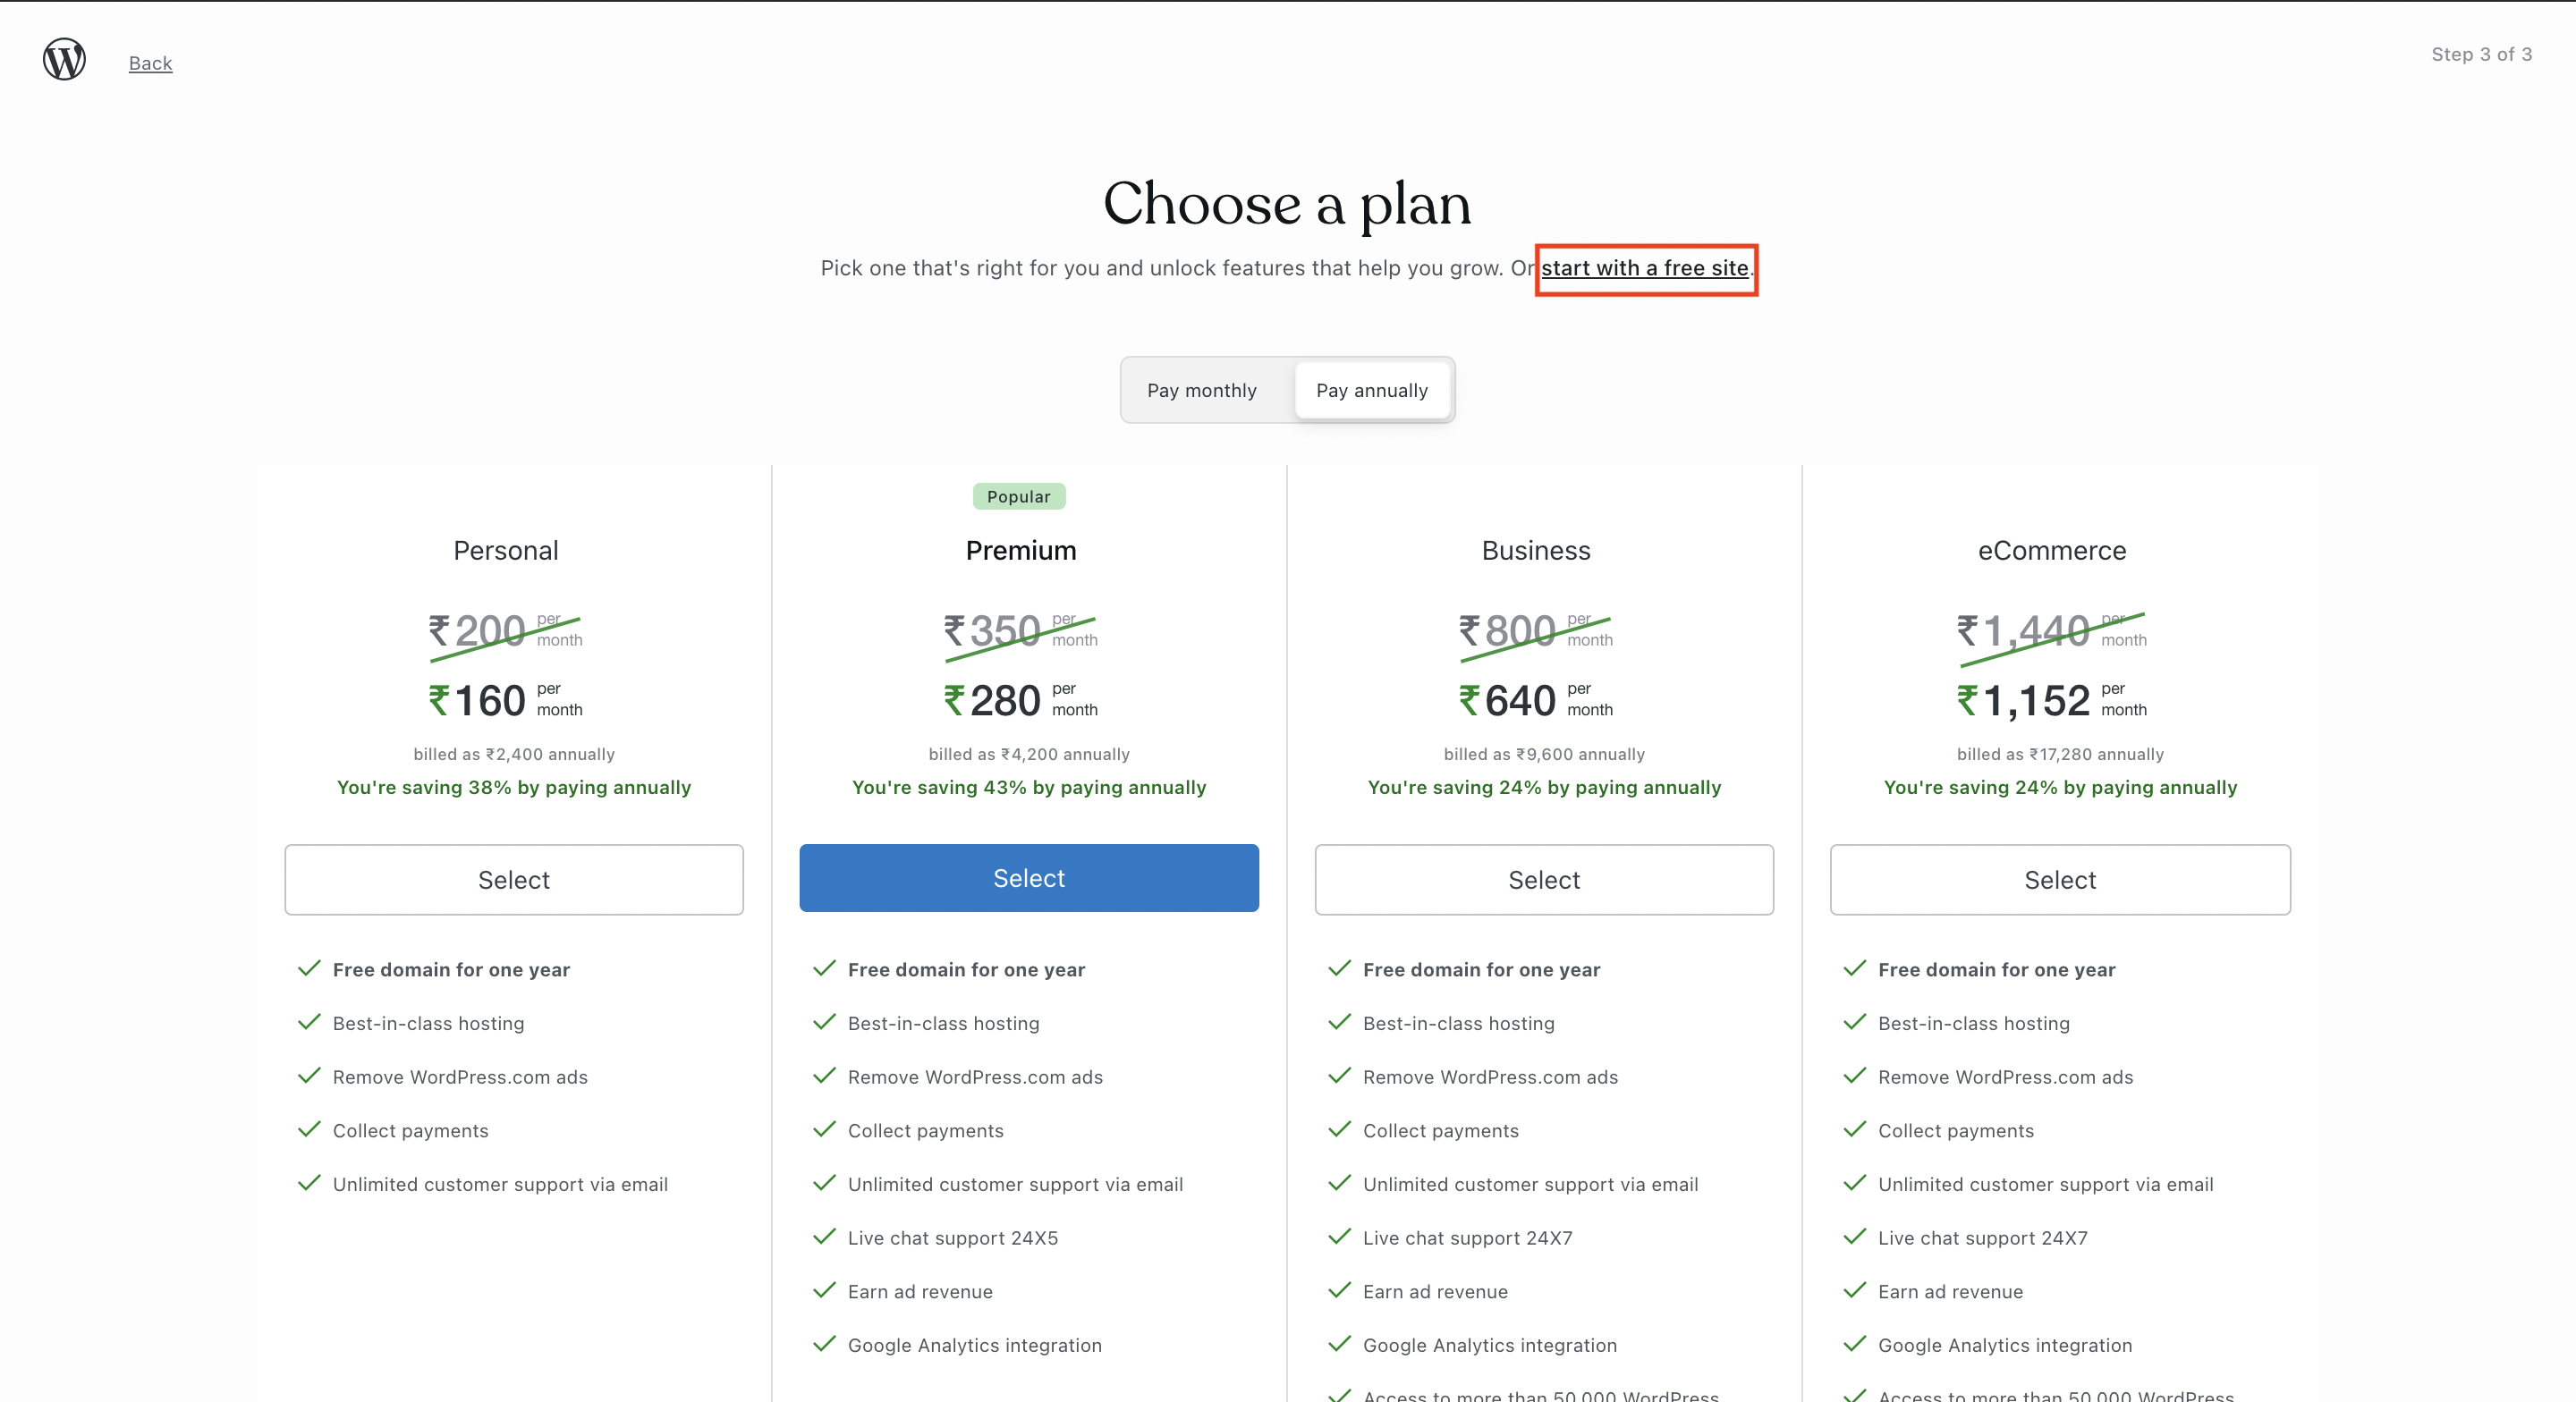 Back
Step 3 of 3
Choose a plan
Pick one that's right for you and unlock features that help you grow. Or start with a free site.
Pay monthly
Pay annually
Personal
₹200 per month
₹160 per month
billed as ₹2,400 annually
You're saving 38% by paying annually
Select
Free domain for one year
Best-in-class hosting
Remove WordPress.com ads
Collect payments
Unlimited customer support via email
Popular
Premium
₹350 per month
₹280 per month
billed as ₹4,200 annually
You're saving 43% by paying annually
Select
Free domain for one year
Best-in-class hosting
Remove WordPress.com ads
Collect payments
Unlimited customer support via email
Live chat support 24X5
Earn ad revenue
Google Analytics integration
Business
₹800 per month
₹640 per month
billed as ₹9,600 annually
You're saving 24% by paying annually
Select
Free domain for one year
Best-in-class hosting
Remove WordPress.com ads
Collect payments
Unlimited customer support via email
Live chat support 24X7
Earn ad revenue
Google Analytics integration
Access to more than 50,000 WordPress
eCommerce
₹1,440 per month
₹1,152 per month
billed as ₹17,280 annually
You're saving 24% by paying annually
Select
Free domain for one year
Best-in-class hosting
Remove WordPress.com ads
Collect payments
Unlimited customer support via email
Live chat support 24X7
Earn ad revenue
Google Analytics integration
Access to more than 50,000 WordPress